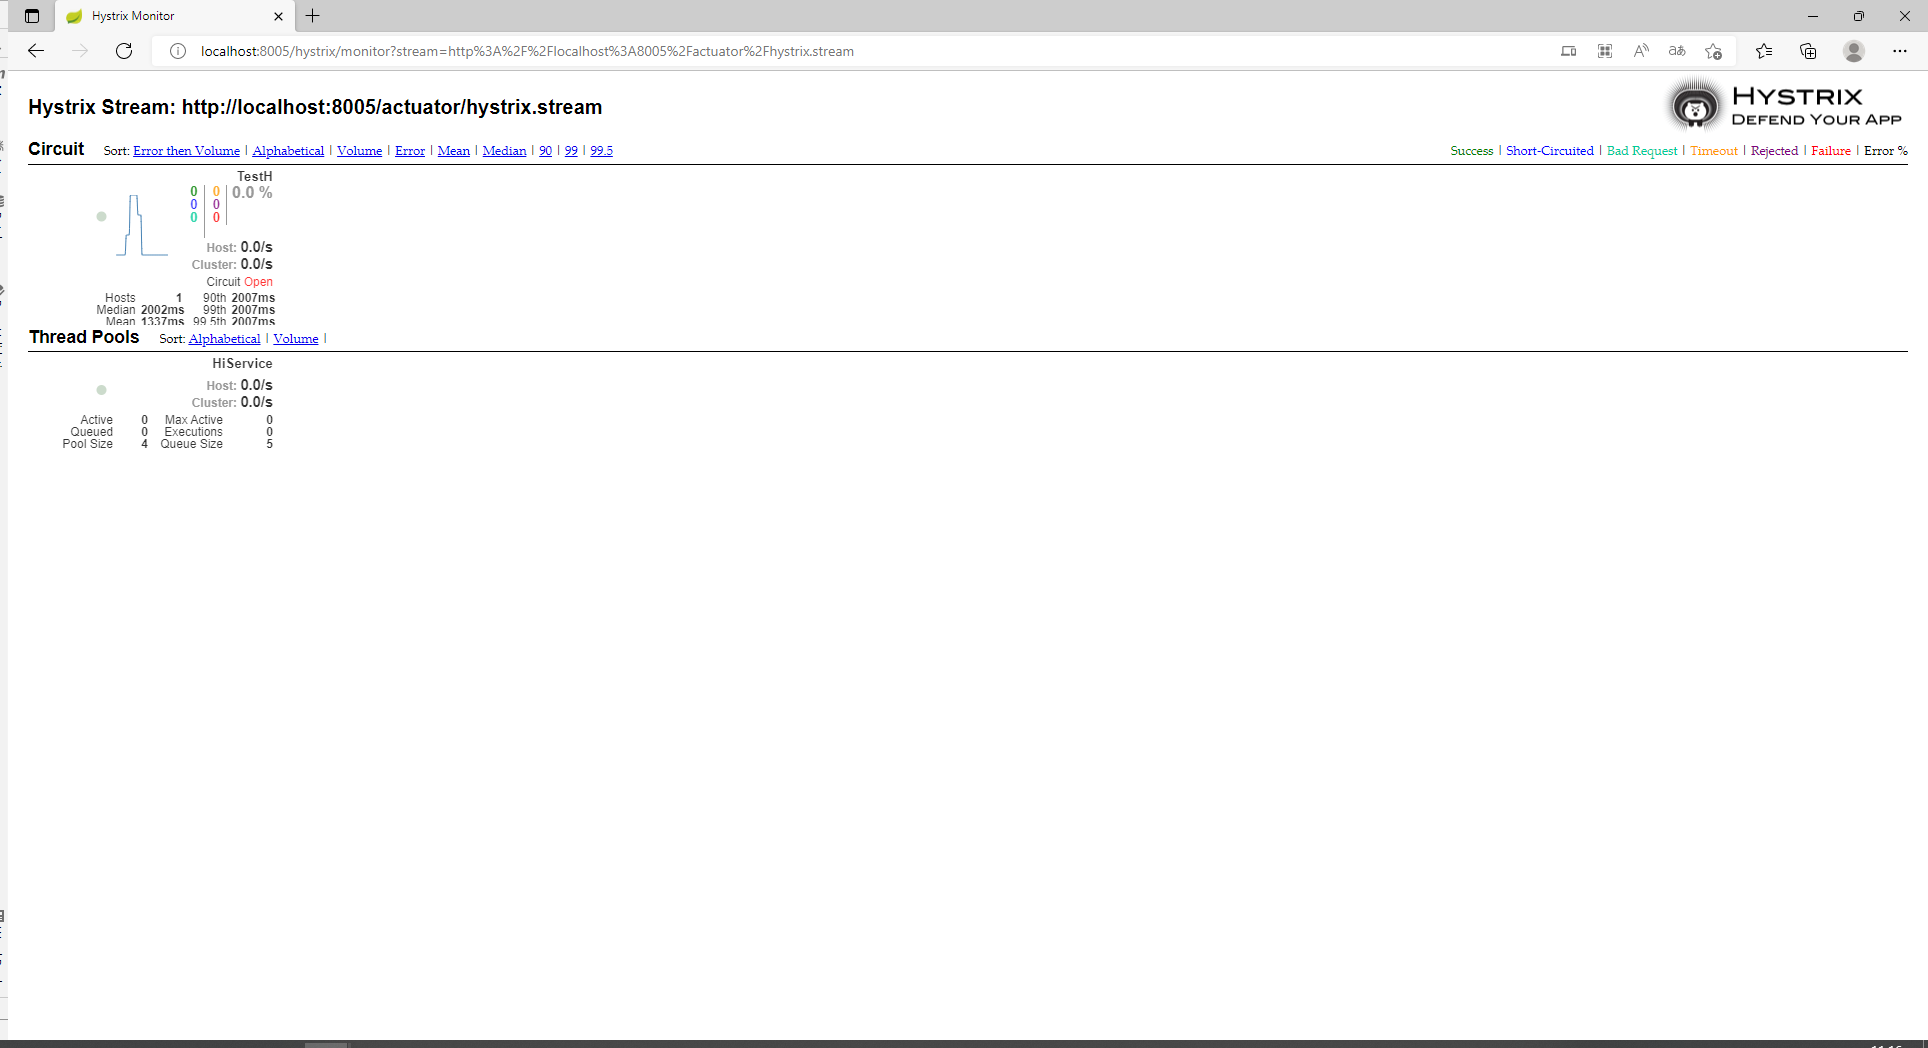 Hystrix Monitor
localhost:8005/hystrix/monitor?stream=http%3A%2F%2Flocalhost%3A8005%2Factuator%2Fhystrix.stream
Hystrix Stream: http://localhost:8005/actuator/hystrix.stream
HYSTRIX
DEFEND YOUR APP
Circuit Sort: Error then Volume | Alphabetical | Volume | Error | Mean | Median | 90 | 99 | 99.5
Success | Short-Circuited | Bad Request | Timeout | Rejected | Failure | Error %
TestH
0 0 0.0 %
0 0
0 0
Host: 0.0/s
Cluster: 0.0/s
Circuit Open
Hosts 1 90th 2007ms
Median 2002ms 99th 2007ms
Mean 1337ms 99.5th 2007ms
Thread Pools Sort: Alphabetical | Volume |
HiService
Host: 0.0/s
Cluster: 0.0/s
Active 0 Max Active 0
Queued 0 Executions 0
Pool Size 4 Queue Size 5